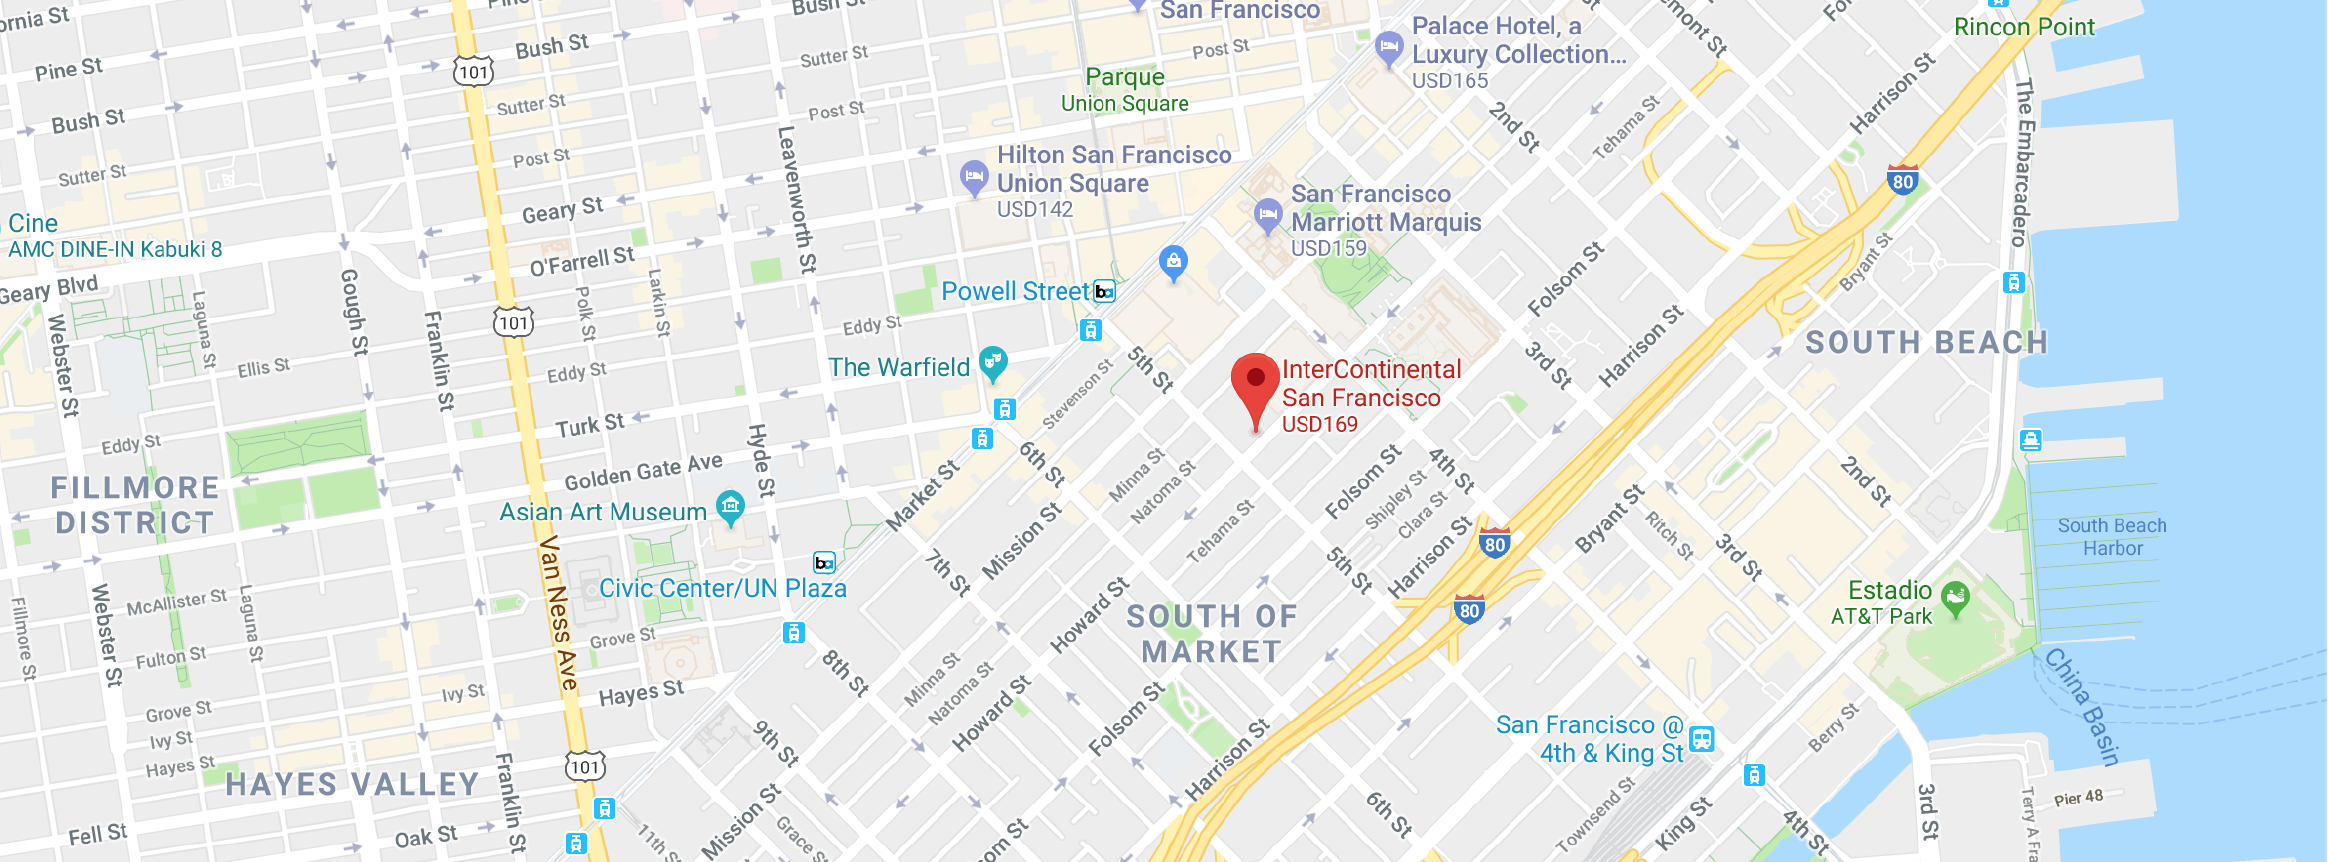 ornia St
Pine St
Bush St
San Francisco
Palace Hotel, a
Luxury Collection...
USD165
Rincon Point
Pine St
Bush St
Sutter St
Post St
emont St
101
Parque
Union Square
Sutter St
Post St
2nd St
Tehama St
Harrison St
The Embarcadero
Bush St
Sutter St
Post St
Leavenworth St
Hilton San Francisco
Union Square
USD142
San Francisco
Marriott Marquis
USD159
80
Cine
AMC DINE-IN Kabuki 8
Geary St
O'Farrell St
Folsom St
Bryant St
Geary Blvd
Laguna St
Gough St
Franklin St
101
Polk St
Larkin St
Powell Street
ba
Eddy St
Harrison St
SOUTH BEACH
Webster St
Ellis St
Eddy St
The Warfield
Stevenson St
5th St
InterContinental
San Francisco
USD169
3rd St
Eddy St
Turk St
Hyde St
Golden Gate Ave
6th St
Minna St
Natoma St
Folsom St
4th St
Shipley St
Clara St
2nd St
FILLMORE
DISTRICT
Asian Art Museum
Market St
Mission St
Tehama St
Harrison St
80
Bryant St
Ritch St
3rd St
South Beach
Harbor
Van Ness Ave
ba
Civic Center/UN Plaza
7th St
5th St
80
Estadio
AT&T Park
Fillmore St
Webster St
McAllister St
Laguna St
Grove St
Howard St
SOUTH OF
MARKET
Fulton St
Ivy St
Hayes St
8th St
Minna St
Natoma St
Howard St
Folsom St
China Basin
Grove St
Ivy St
Hayes St
9th St
Harrison St
San Francisco @
4th & King St
Berry St
HAYES VALLEY
Franklin St
101
Mission St
Grace St
6th St
Townsend St
King St
4th St
3rd St
Terry A Fra
Pier 48
Fell St
Oak St
11th St
om St